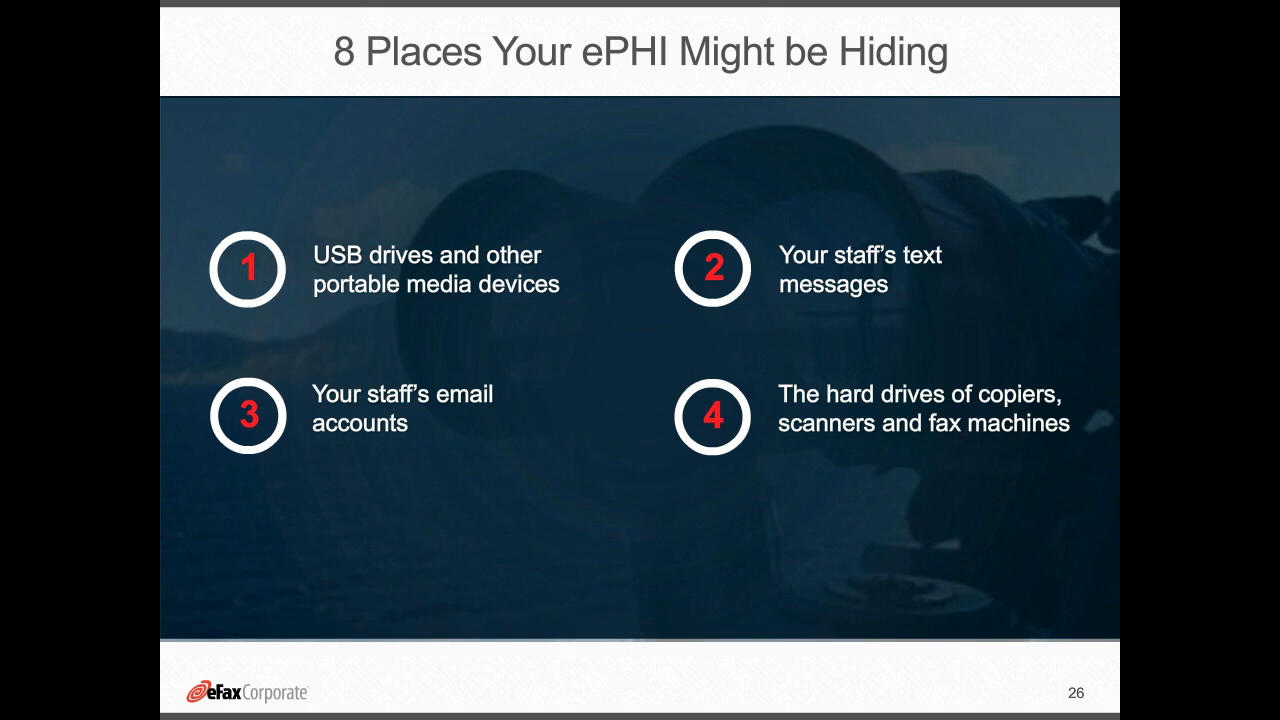 8 Places Your ePHI Might be Hiding
1
USB drives and other
portable media devices
2
Your staff’s text
messages
3
Your staff’s email
accounts
4
The hard drives of copiers,
scanners and fax machines
eFax Corporate
26